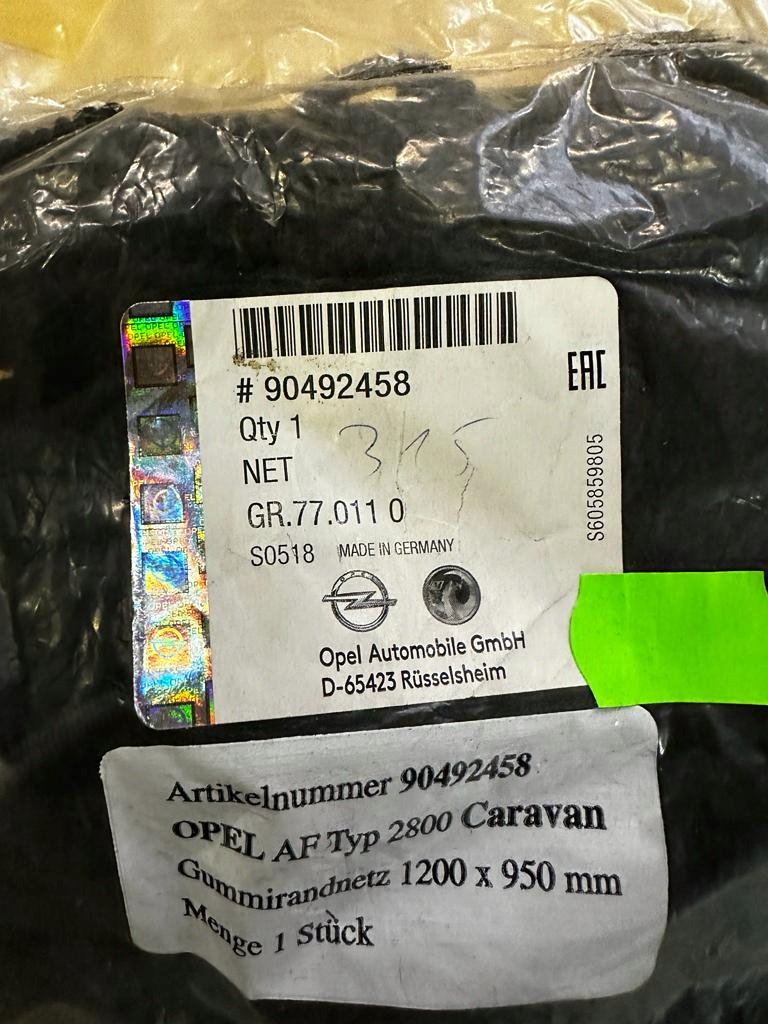 # 90492458
EAC
Qty 1
NET
GR.77.011 0
S0518 MADE IN GERMANY
S605859805
OPEL
Opel Automobile GmbH
D-65423 Rüsselsheim
Artikelnummer 90492458
OPEL AF Typ 2800 Caravan
Gummirandnetz 1200 x 950 mm
Menge 1 Stück